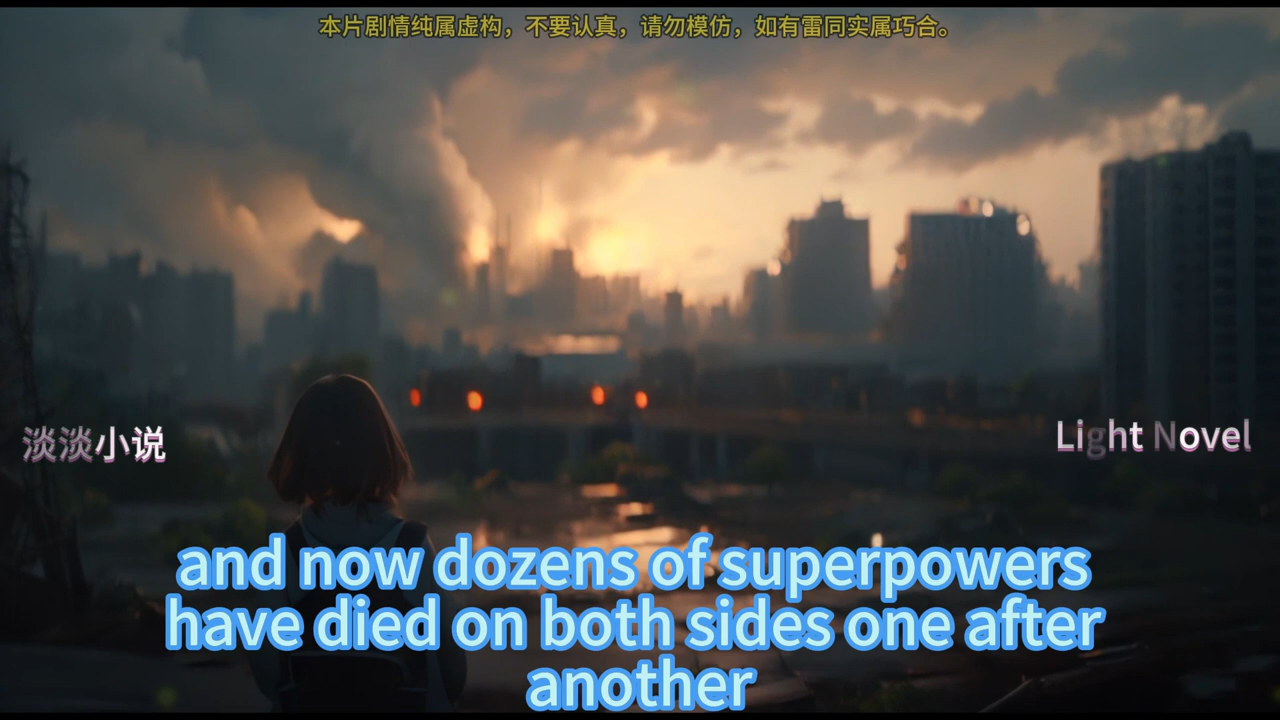 本片剧情纯属虚构，不要认真，请勿模仿，如有雷同实属巧合。
淡淡小说
Light Novel
and now dozens of superpowers
have died on both sides one after
another